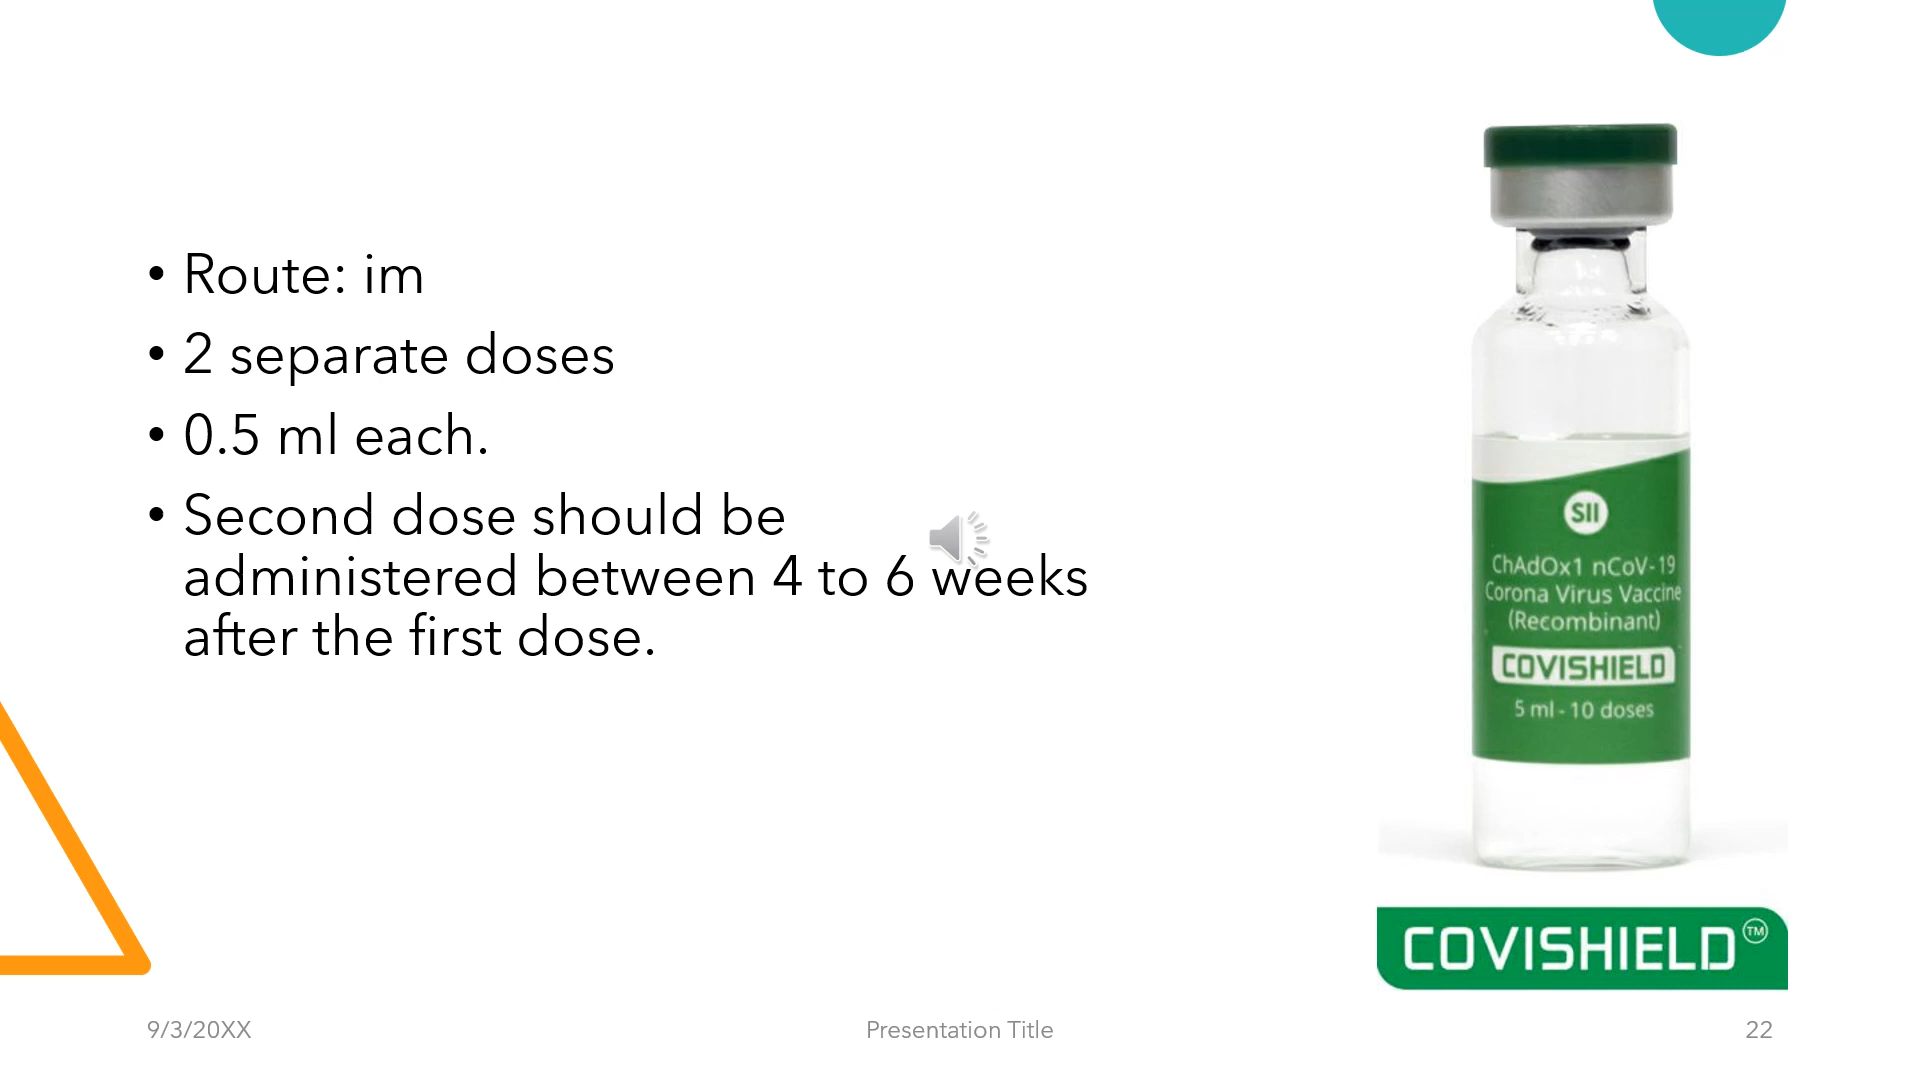 • Route: im
• 2 separate doses
• 0.5 ml each.
• Second dose should be
administered between 4 to 6 weeks
after the first dose.
SII
ChAdOx1 nCoV-19
Corona Virus Vaccine
(Recombinant)
COVISHIELD
5 ml - 10 doses
COVISHIELD™
9/3/20XX
Presentation Title
22